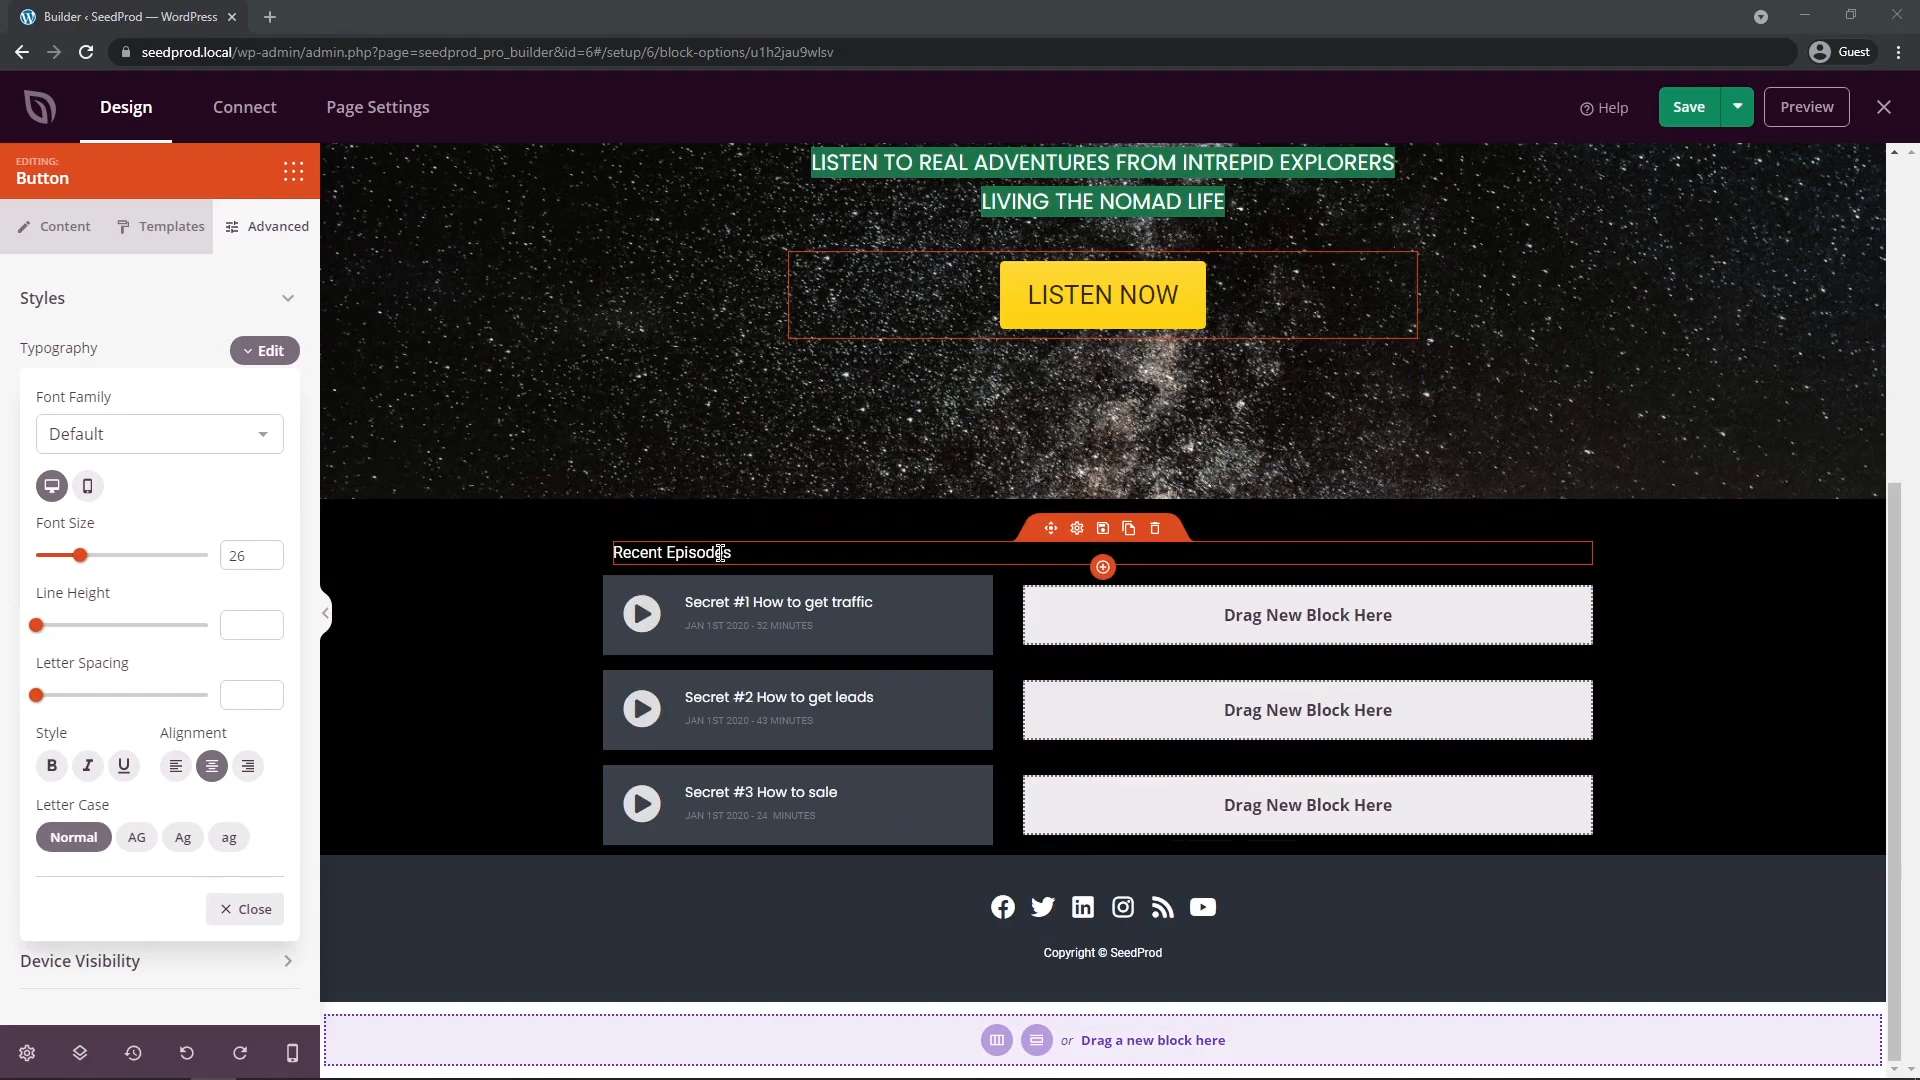 Builder ‹ SeedProd — WordPress
seedprod.local/wp-admin/admin.php?page=seedprod_pro_builder&id=6#/setup/6/block-options/u1h2jau9wlsv
Guest
Design
Connect
Page Settings
Help
Save
Preview
EDITING:
Button
Content
Templates
Advanced
Styles
Typography
Edit
Font Family
Default
Font Size
26
Line Height
Letter Spacing
Style
Alignment
B I U
Letter Case
Normal
AG
Ag
ag
Close
Device Visibility
LISTEN TO REAL ADVENTURES FROM INTREPID EXPLORERS
LIVING THE NOMAD LIFE
LISTEN NOW
Recent Episodes
Secret #1 How to get traffic
JAN 1ST 2020 - 52 MINUTES
Drag New Block Here
Secret #2 How to get leads
JAN 1ST 2020 - 43 MINUTES
Drag New Block Here
Secret #3 How to sale
JAN 1ST 2020 - 24 MINUTES
Drag New Block Here
Copyright © SeedProd
or Drag a new block here